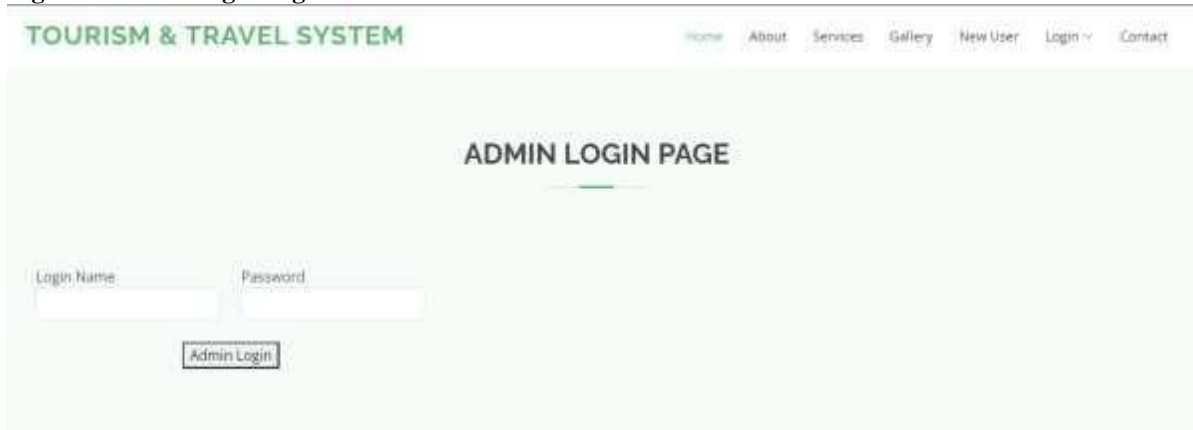 TOURISM & TRAVEL SYSTEM
Home About Services Gallery New User Login Contact
ADMIN LOGIN PAGE
Login Name Password
Admin Login